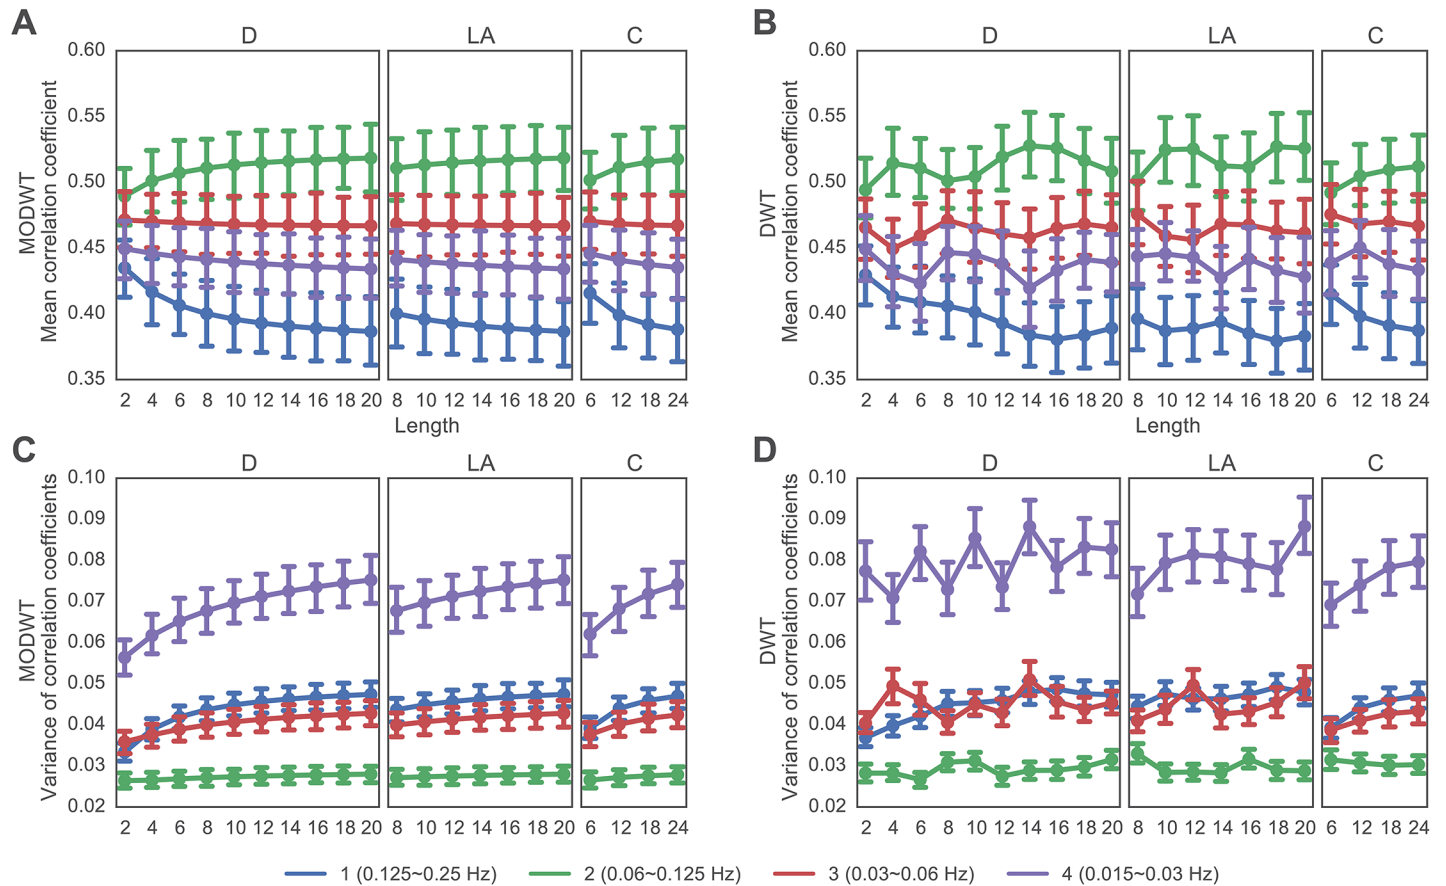 A
B
D
LA
C
D
LA
C
MODWT
Mean correlation coefficient
0.60
0.55
0.50
0.45
0.40
0.35
2 4 6 8 10 12 14 16 18 20
8 10 12 14 16 18 20
6 12 18 24
Length
DWT
Mean correlation coefficient
0.60
0.55
0.50
0.45
0.40
0.35
2 4 6 8 10 12 14 16 18 20
8 10 12 14 16 18 20
6 12 18 24
Length
C
D
D
LA
C
D
LA
C
MODWT
Variance of correlation coefficients
0.10
0.09
0.08
0.07
0.06
0.05
0.04
0.03
0.02
2 4 6 8 10 12 14 16 18 20
8 10 12 14 16 18 20
6 12 18 24
DWT
Variance of correlation coefficients
0.10
0.09
0.08
0.07
0.06
0.05
0.04
0.03
0.02
2 4 6 8 10 12 14 16 18 20
8 10 12 14 16 18 20
6 12 18 24
1 (0.125~0.25 Hz)
2 (0.06~0.125 Hz)
3 (0.03~0.06 Hz)
4 (0.015~0.03 Hz)